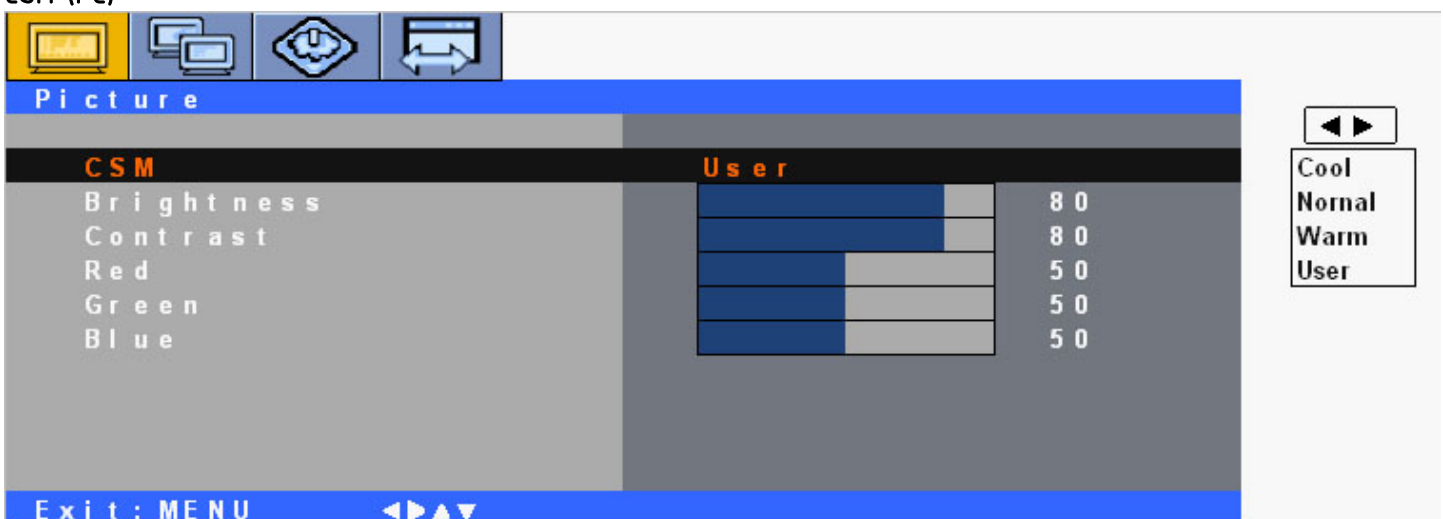 Picture
CSM User
Brightness 80
Contrast 80
Red 50
Green 50
Blue 50
Exit: MENU ◀▶▲▼
◀ ▶
Cool
Nornal
Warm
User